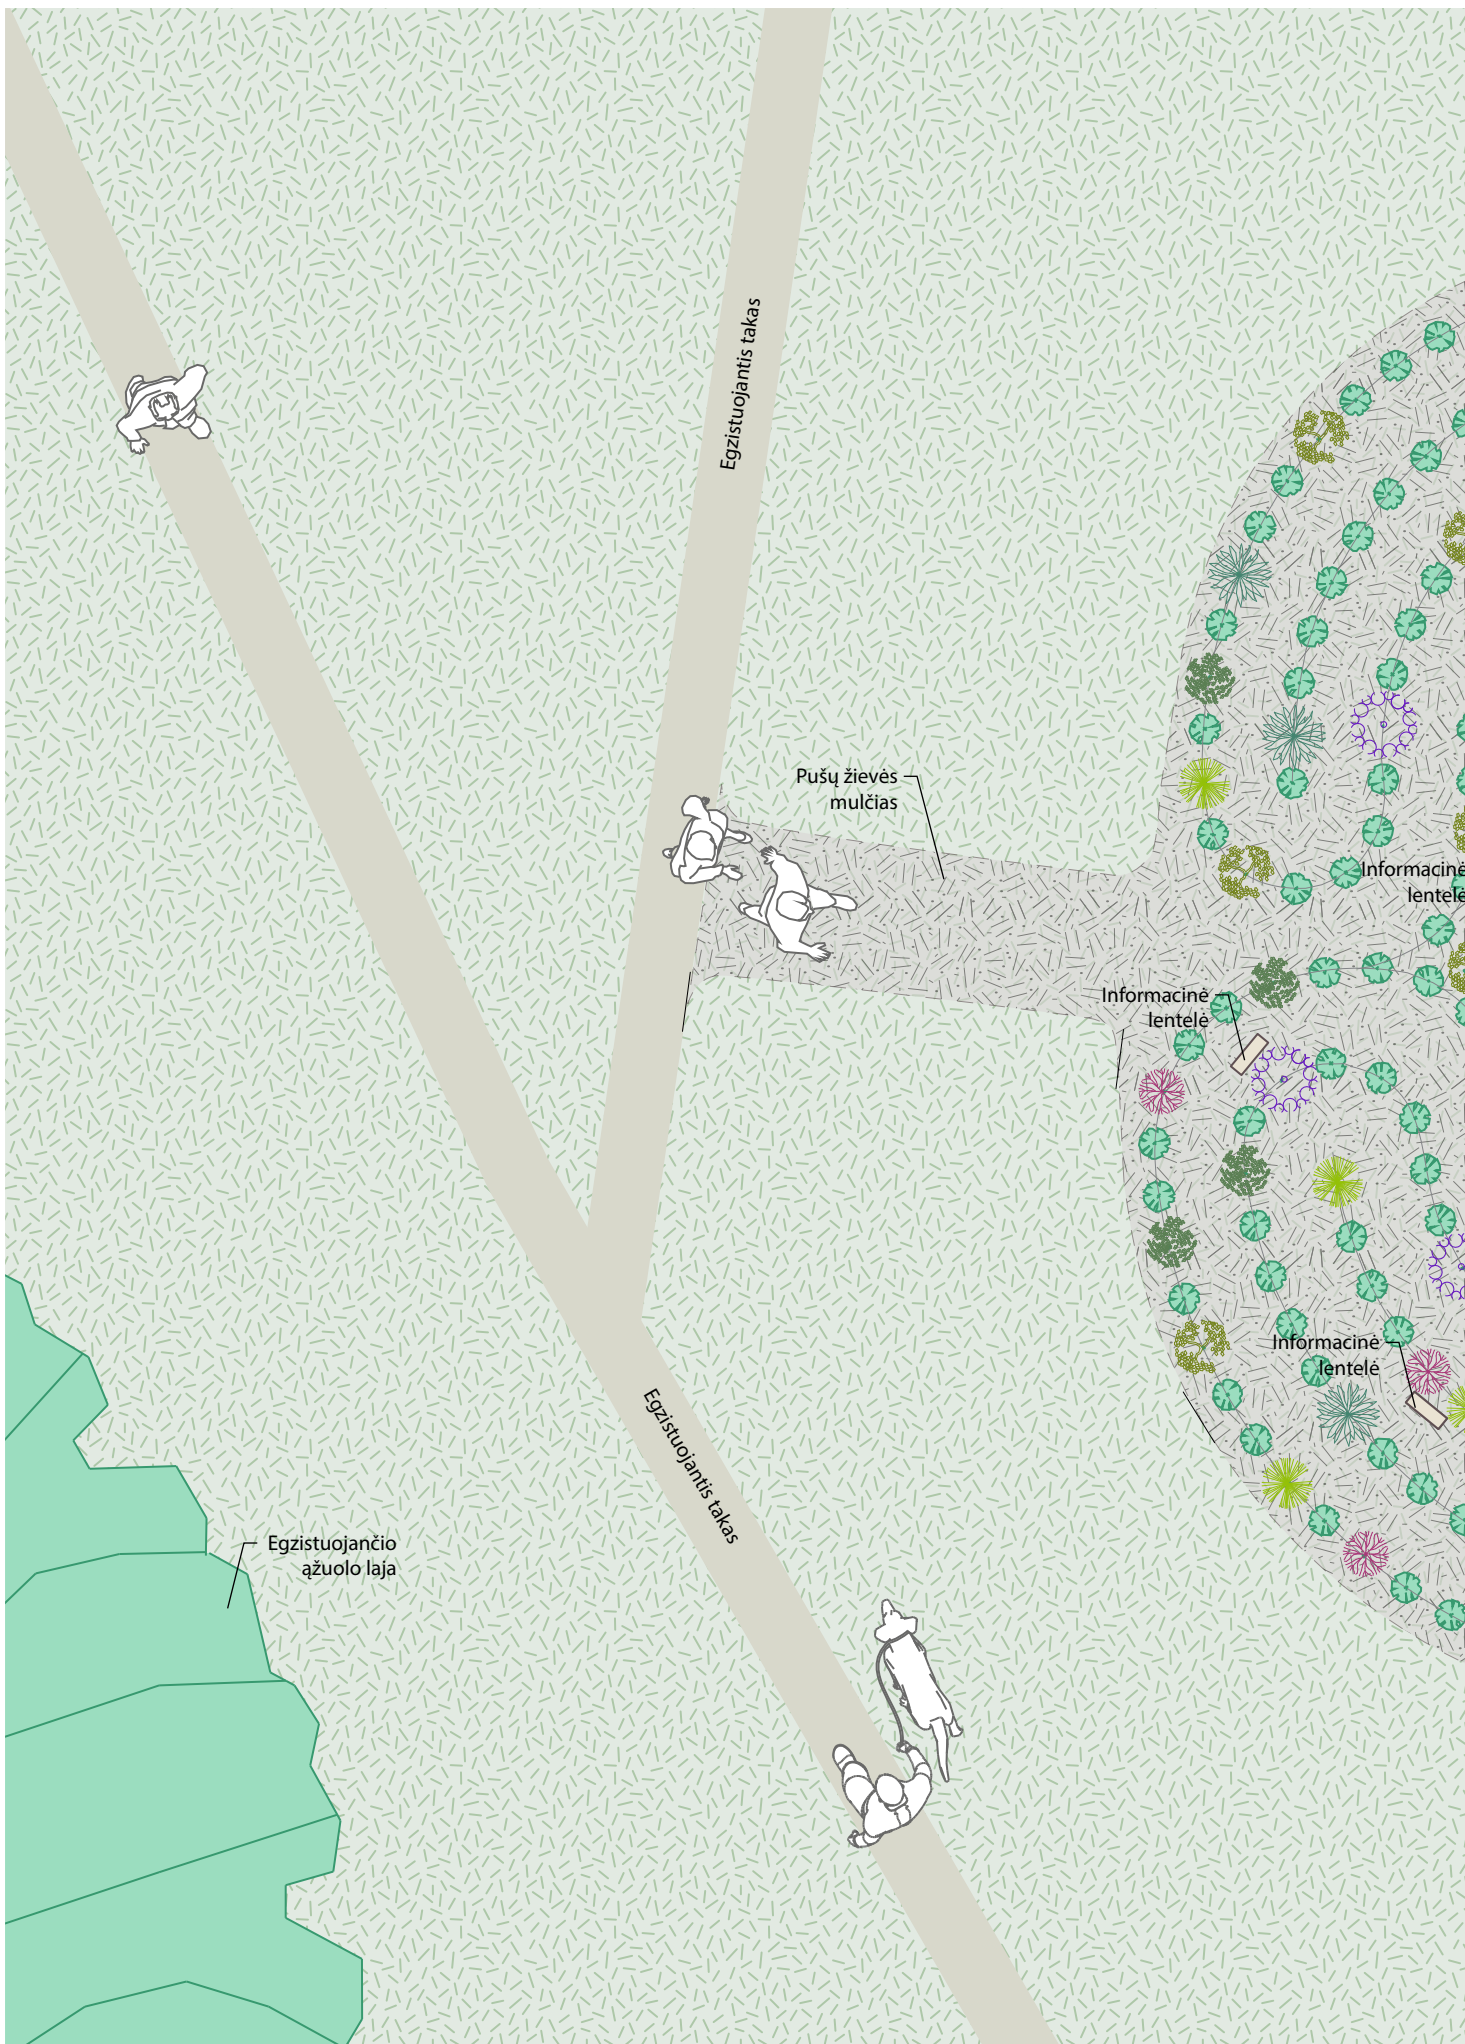 Egzistuojantis takas
Pušų žievės
mulčias
Informacinė
lentelė
Informacinė
lentelė
Informacinė
lentelė
Egzistuojantis takas
Egzistuojančio
ąžuolo laja